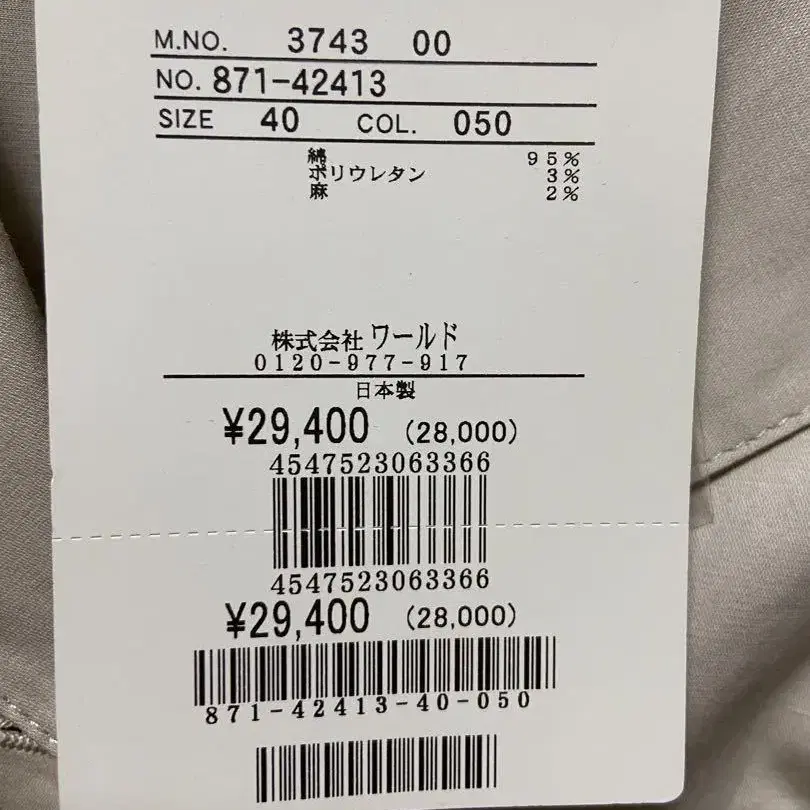 M.NO. 3743 00
NO. 871-42413
SIZE 40 COL. 050
綿 95%
ポリウレタン 3%
麻 2%
株式会社 ワールド
0120-977-917
日本製
¥29,400 (28,000)
4547523063366
4547523063366
¥29,400 (28,000)
871-42413-40-050